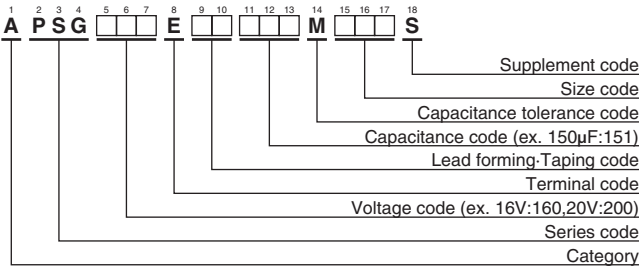 1 2 3 4 5 6 7 8 9 10 11 12 13 14 15 16 17 18
A P S G E M S
Supplement code
Size code
Capacitance tolerance code
Capacitance code (ex. 150µF:151)
Lead forming·Taping code
Terminal code
Voltage code (ex. 16V:160,20V:200)
Series code
Category